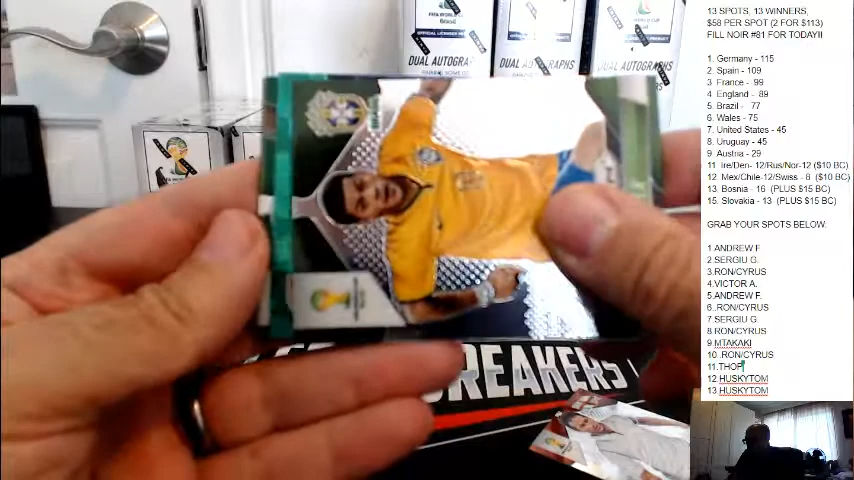 13 SPOTS, 13 WINNERS,
$58 PER SPOT (2 FOR $113)
FILL NOIR #81 FOR TODAY!!
1. Germany - 115
2. Spain - 109
3. France - 99
4. England - 89
5. Brazil - 77
6. Wales - 75
7. United States - 45
8. Uruguay - 45
9 Austria - 29
11 Ire/Den- 12/Rus/Nor-12 ($10 BC)
12. Mex/Chile-12/Swiss - 8 ($10 BC)
13. Bosnia - 16 (PLUS $15 BC)
15. Slovakia - 13 (PLUS $15 BC)
GRAB YOUR SPOTS BELOW:
1 ANDREW F
2 SERGIU G.
3.RON/CYRUS
4.VICTOR A.
5.ANDREW F.
6..RON/CYRUS
7.SERGIU G.
8.RON/CYRUS
9.MTAKAKI
10..RON/CYRUS
11.THOP
12.HUSKYTOM
13 HUSKYTOM
DUAL AUTOGRAPHS
DUAL AUTOGRAPHS
DUAL AUTOGRAPHS
BREAKERS